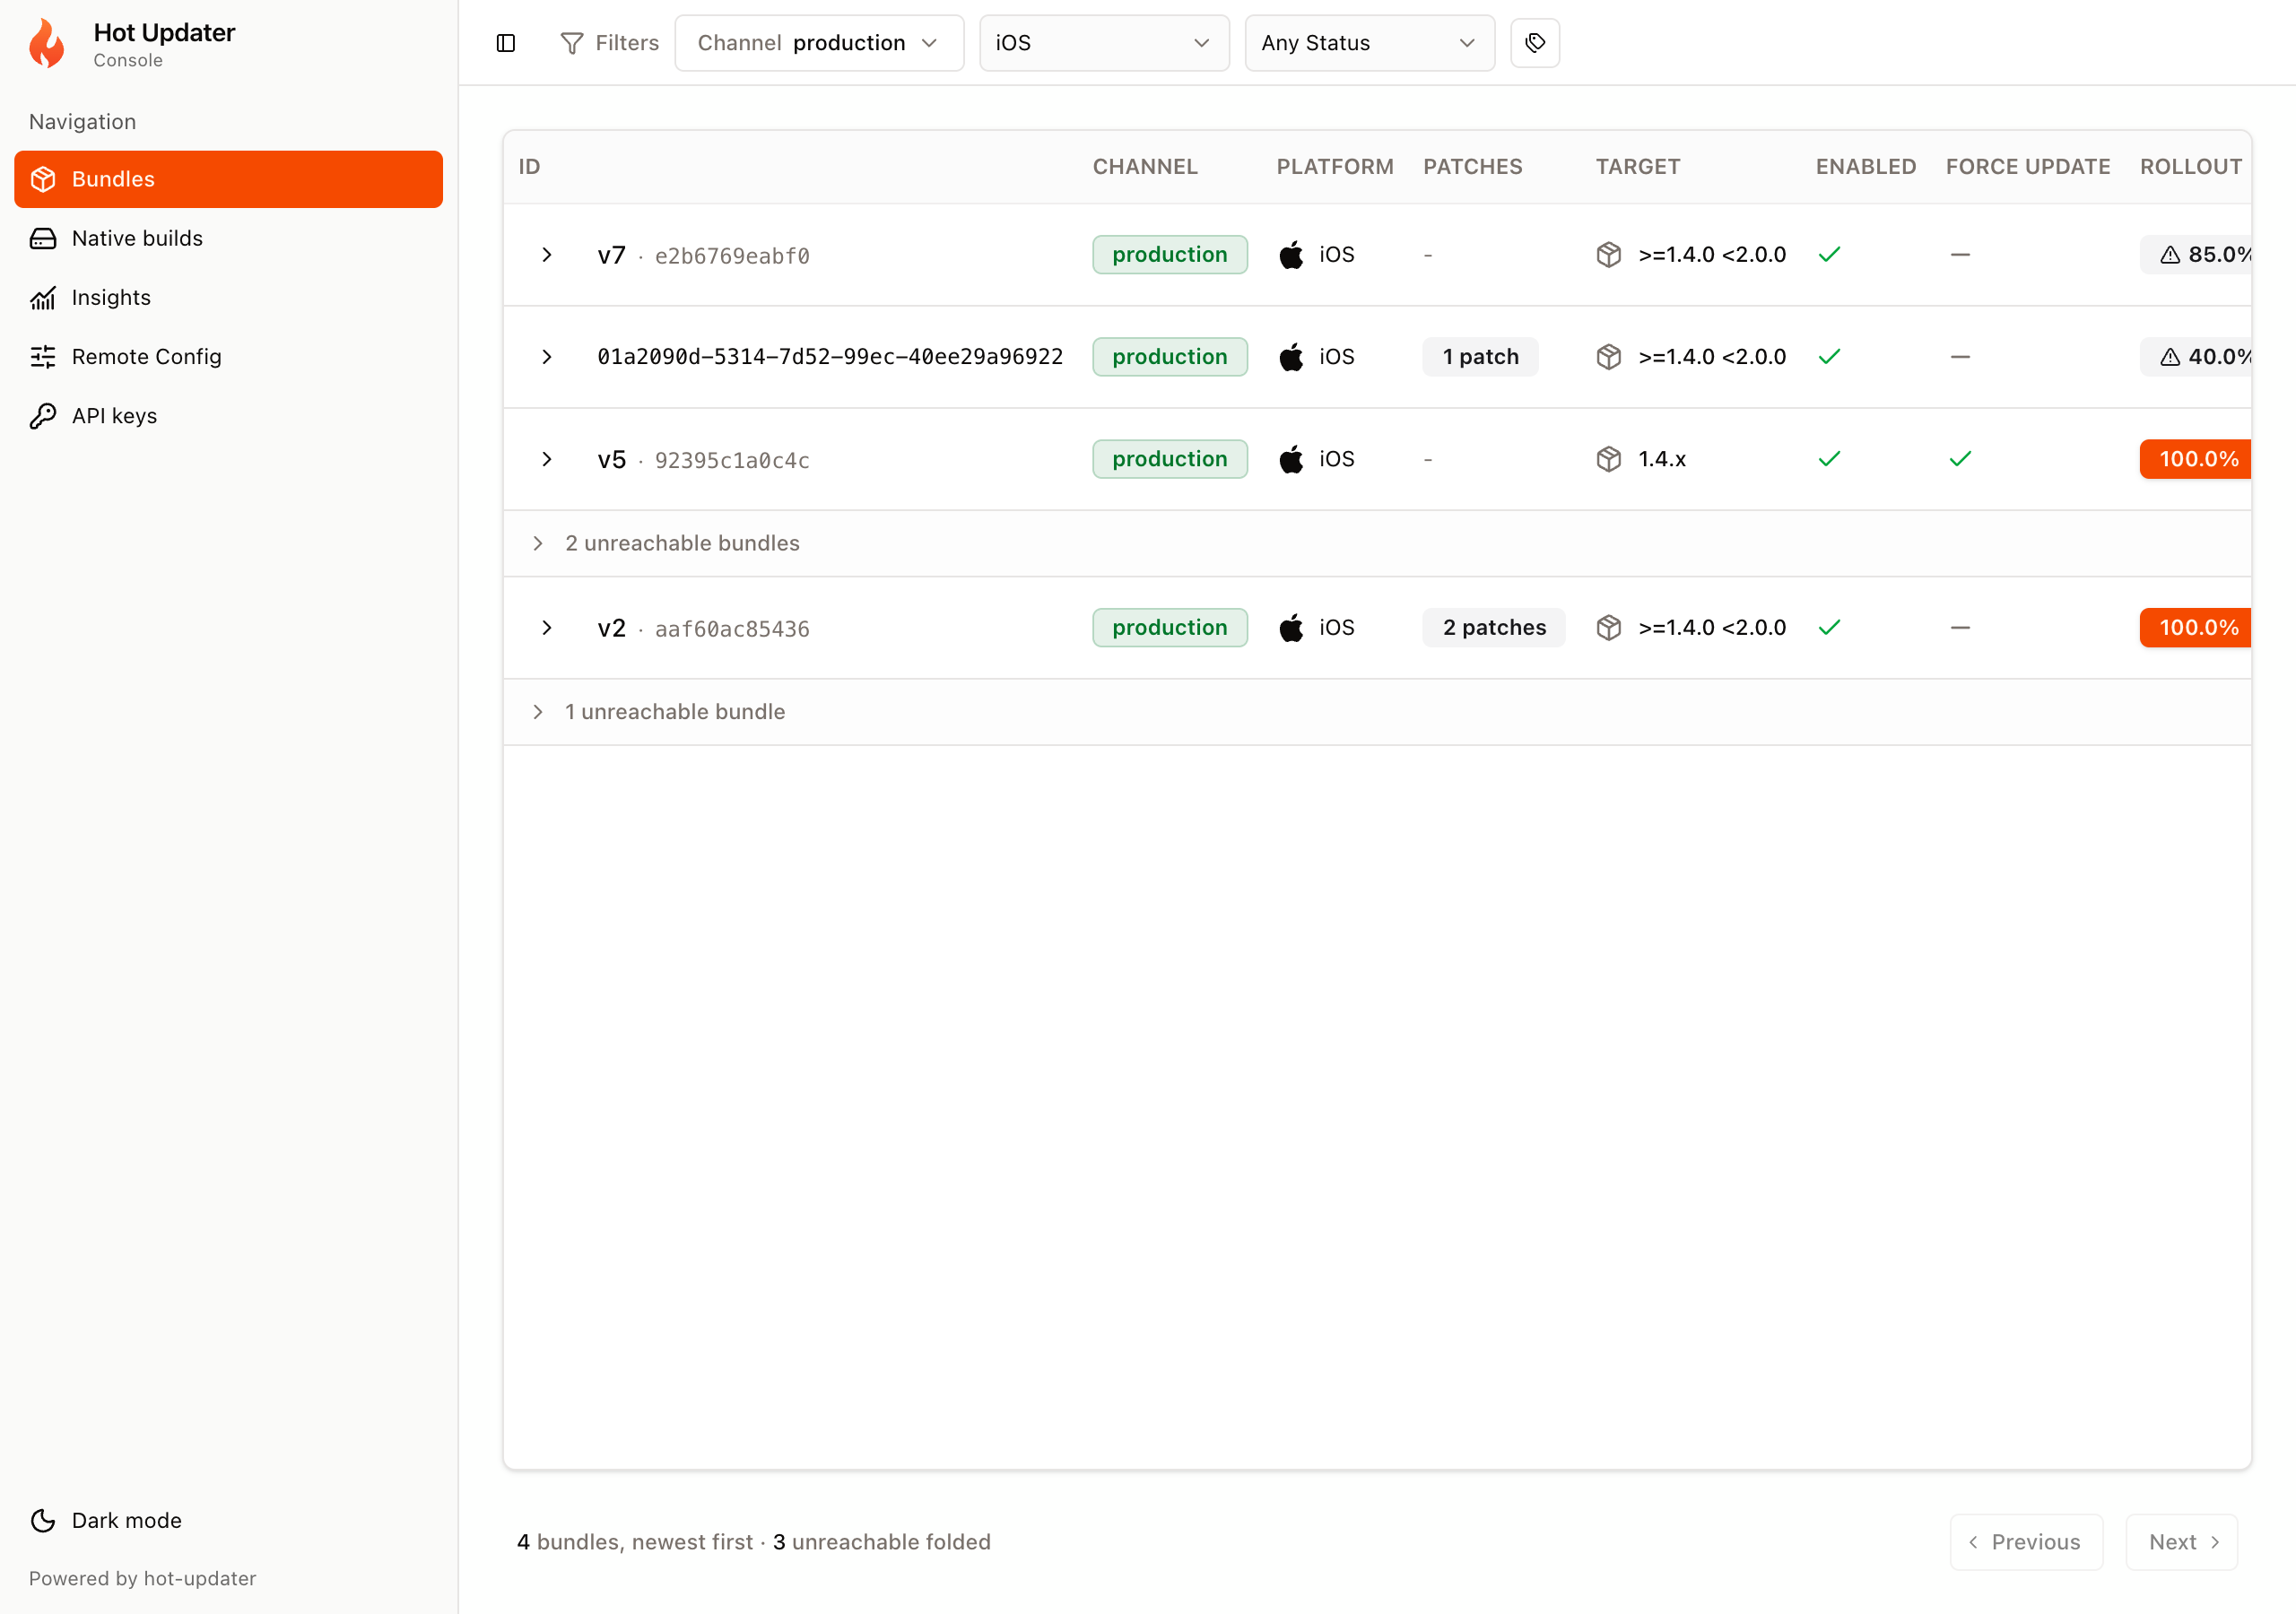 Hot Updater
Console
Navigation
Bundles
Native builds
Insights
Remote Config
API keys
Dark mode
Powered by hot-updater
Filters
Channel production
iOS
Any Status
ID CHANNEL PLATFORM PATCHES TARGET ENABLED FORCE UPDATE ROLLOUT
v7 · e2b6769eabf0 production iOS - >=1.4.0 <2.0.0 — 85.0%
01a2090d-5314-7d52-99ec-40ee29a96922 production iOS 1 patch >=1.4.0 <2.0.0 — 40.0%
v5 · 92395c1a0c4c production iOS - 1.4.x 100.0%
2 unreachable bundles
v2 · aaf60ac85436 production iOS 2 patches >=1.4.0 <2.0.0 — 100.0%
1 unreachable bundle
4 bundles, newest first · 3 unreachable folded
Previous
Next